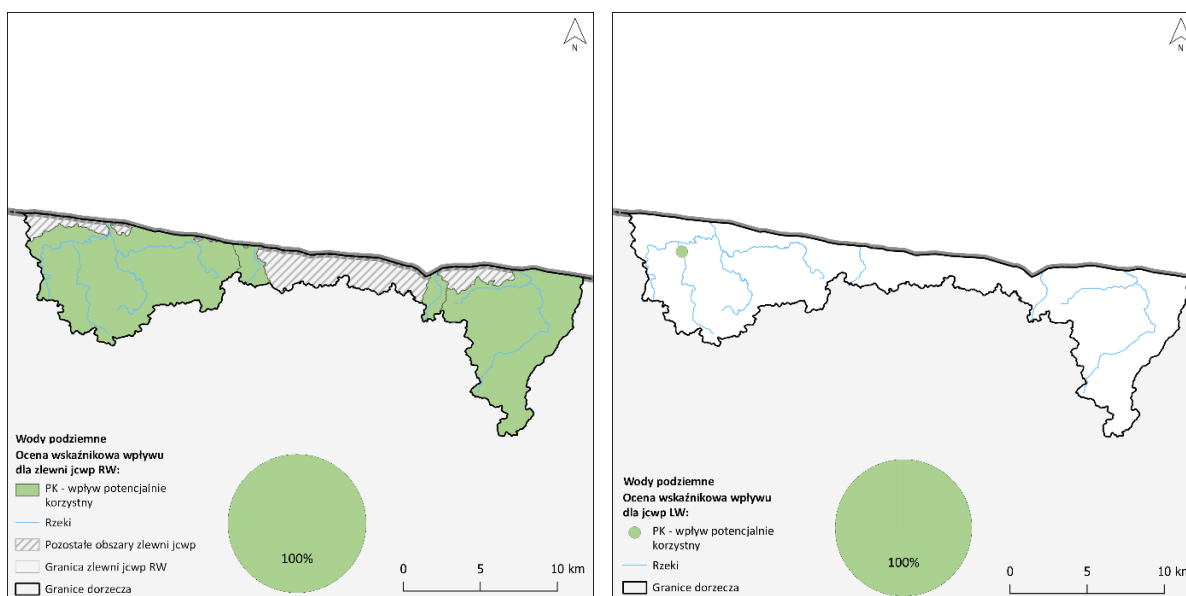 N
Wody podziemne
Ocena wskaźnikowa wpływu
dla zlewni jcwp RW:
PK - wpływ potencjalnie
korzystny
Rzeki
Pozostałe obszary zlewni jcwp
Granica zlewni jcwp RW
Granice dorzecza
100%
0 5 10 km
N
Wody podziemne
Ocena wskaźnikowa wpływu
dla jcwp LW:
PK - wpływ potencjalnie
korzystny
Rzeki
Granice dorzecza
100%
0 5 10 km